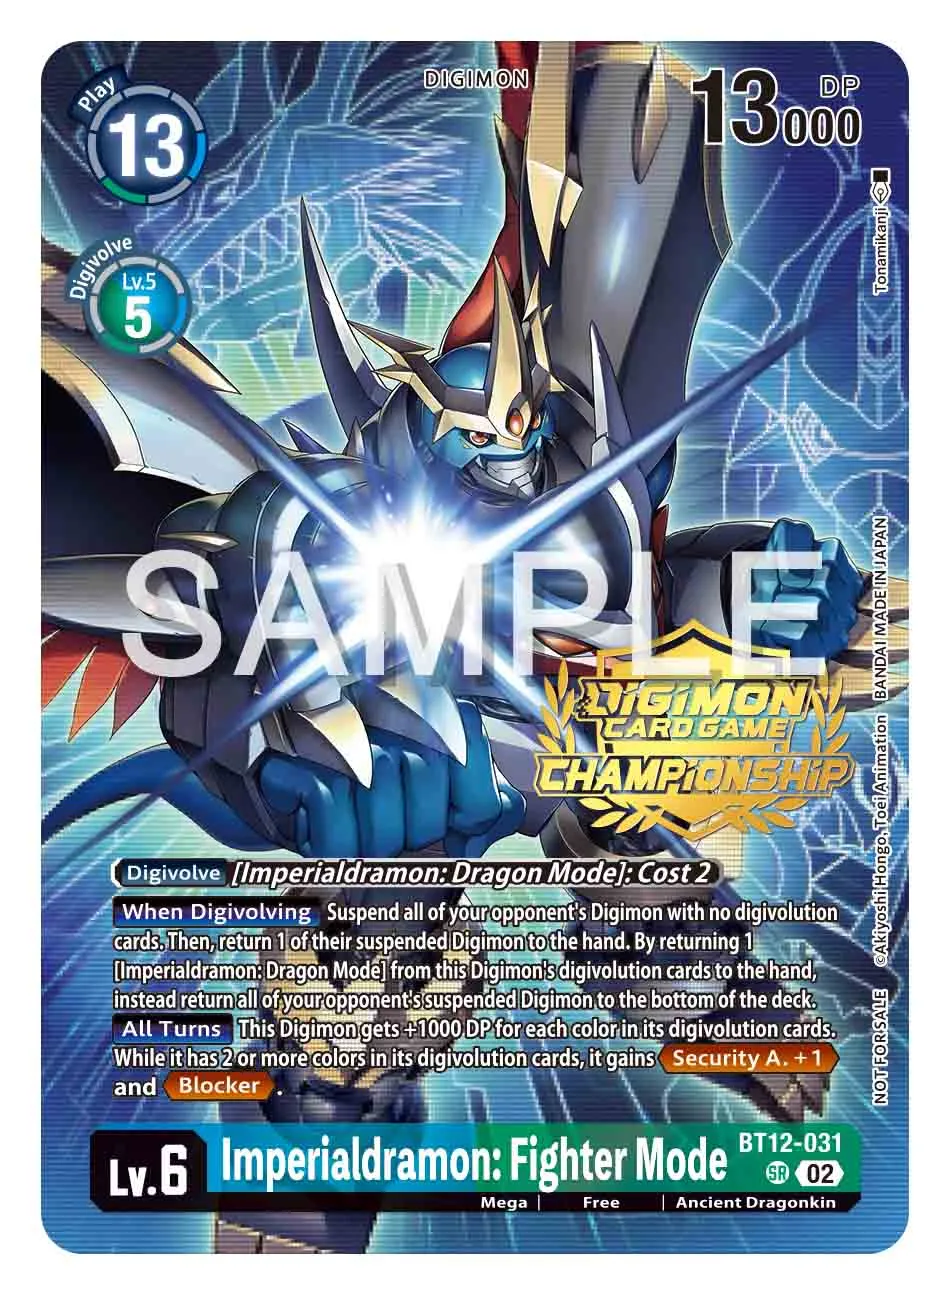 DIGIMON
Play
13
13000
DP
Digivolve
Lv.5
5
Tonamikanji
SAMPLE
DIGIMON
CARD GAME
CHAMPIONSHIP
©Akiyoshi Hongo, Toei Animation BANDAI MADE IN JAPAN
NOT FOR SALE
Digivolve [Imperialdramon: Dragon Mode]: Cost 2
When Digivolving Suspend all of your opponent's Digimon with no digivolution
cards. Then, return 1 of their suspended Digimon to the hand. By returning 1
[Imperialdramon: Dragon Mode] from this Digimon's digivolution cards to the hand,
instead return all of your opponent's suspended Digimon to the bottom of the deck.
All Turns This Digimon gets +1000 DP for each color in its digivolution cards.
While it has 2 or more colors in its digivolution cards, it gains Security A. +1
and Blocker.
Lv.6
Imperialdramon: Fighter Mode
BT12-031
SR 02
Mega | Free | Ancient Dragonkin